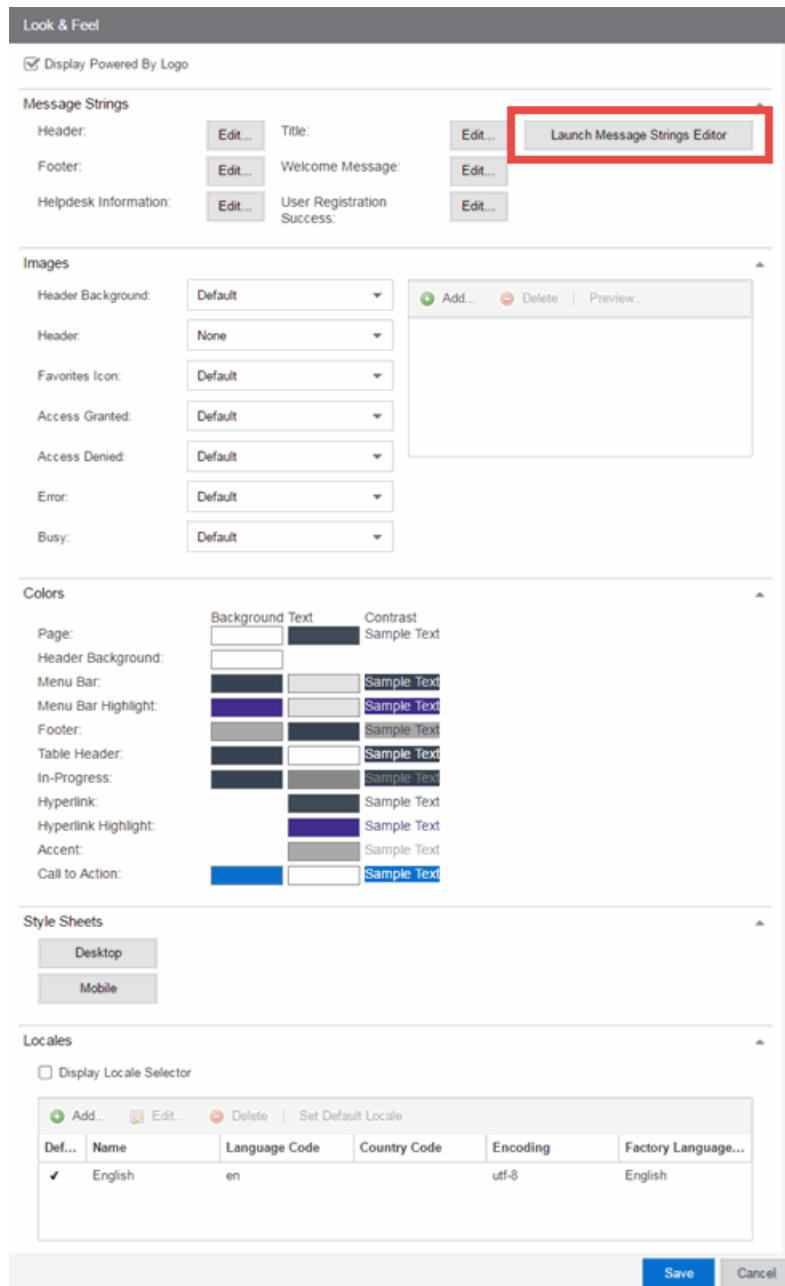 Look & Feel
Display Powered By Logo
Message Strings
Header: Edit... Title: Edit... Launch Message Strings Editor
Footer: Edit... Welcome Message: Edit...
Helpdesk Information: Edit... User Registration Success: Edit...
Images
Header Background: Default Add... Delete | Preview...
Header: None
Favorites Icon: Default
Access Granted: Default
Access Denied: Default
Error: Default
Busy: Default
Colors
Background Text Contrast
Page: Sample Text
Header Background:
Menu Bar: Sample Text
Menu Bar Highlight: Sample Text
Footer: Sample Text
Table Header: Sample Text
In-Progress: Sample Text
Hyperlink: Sample Text
Hyperlink Highlight: Sample Text
Accent: Sample Text
Call to Action: Sample Text
Style Sheets
Desktop
Mobile
Locales
Display Locale Selector
Add... Edit... Delete | Set Default Locale
Def... Name Language Code Country Code Encoding Factory Language...
English en utf-8 English
Save Cancel